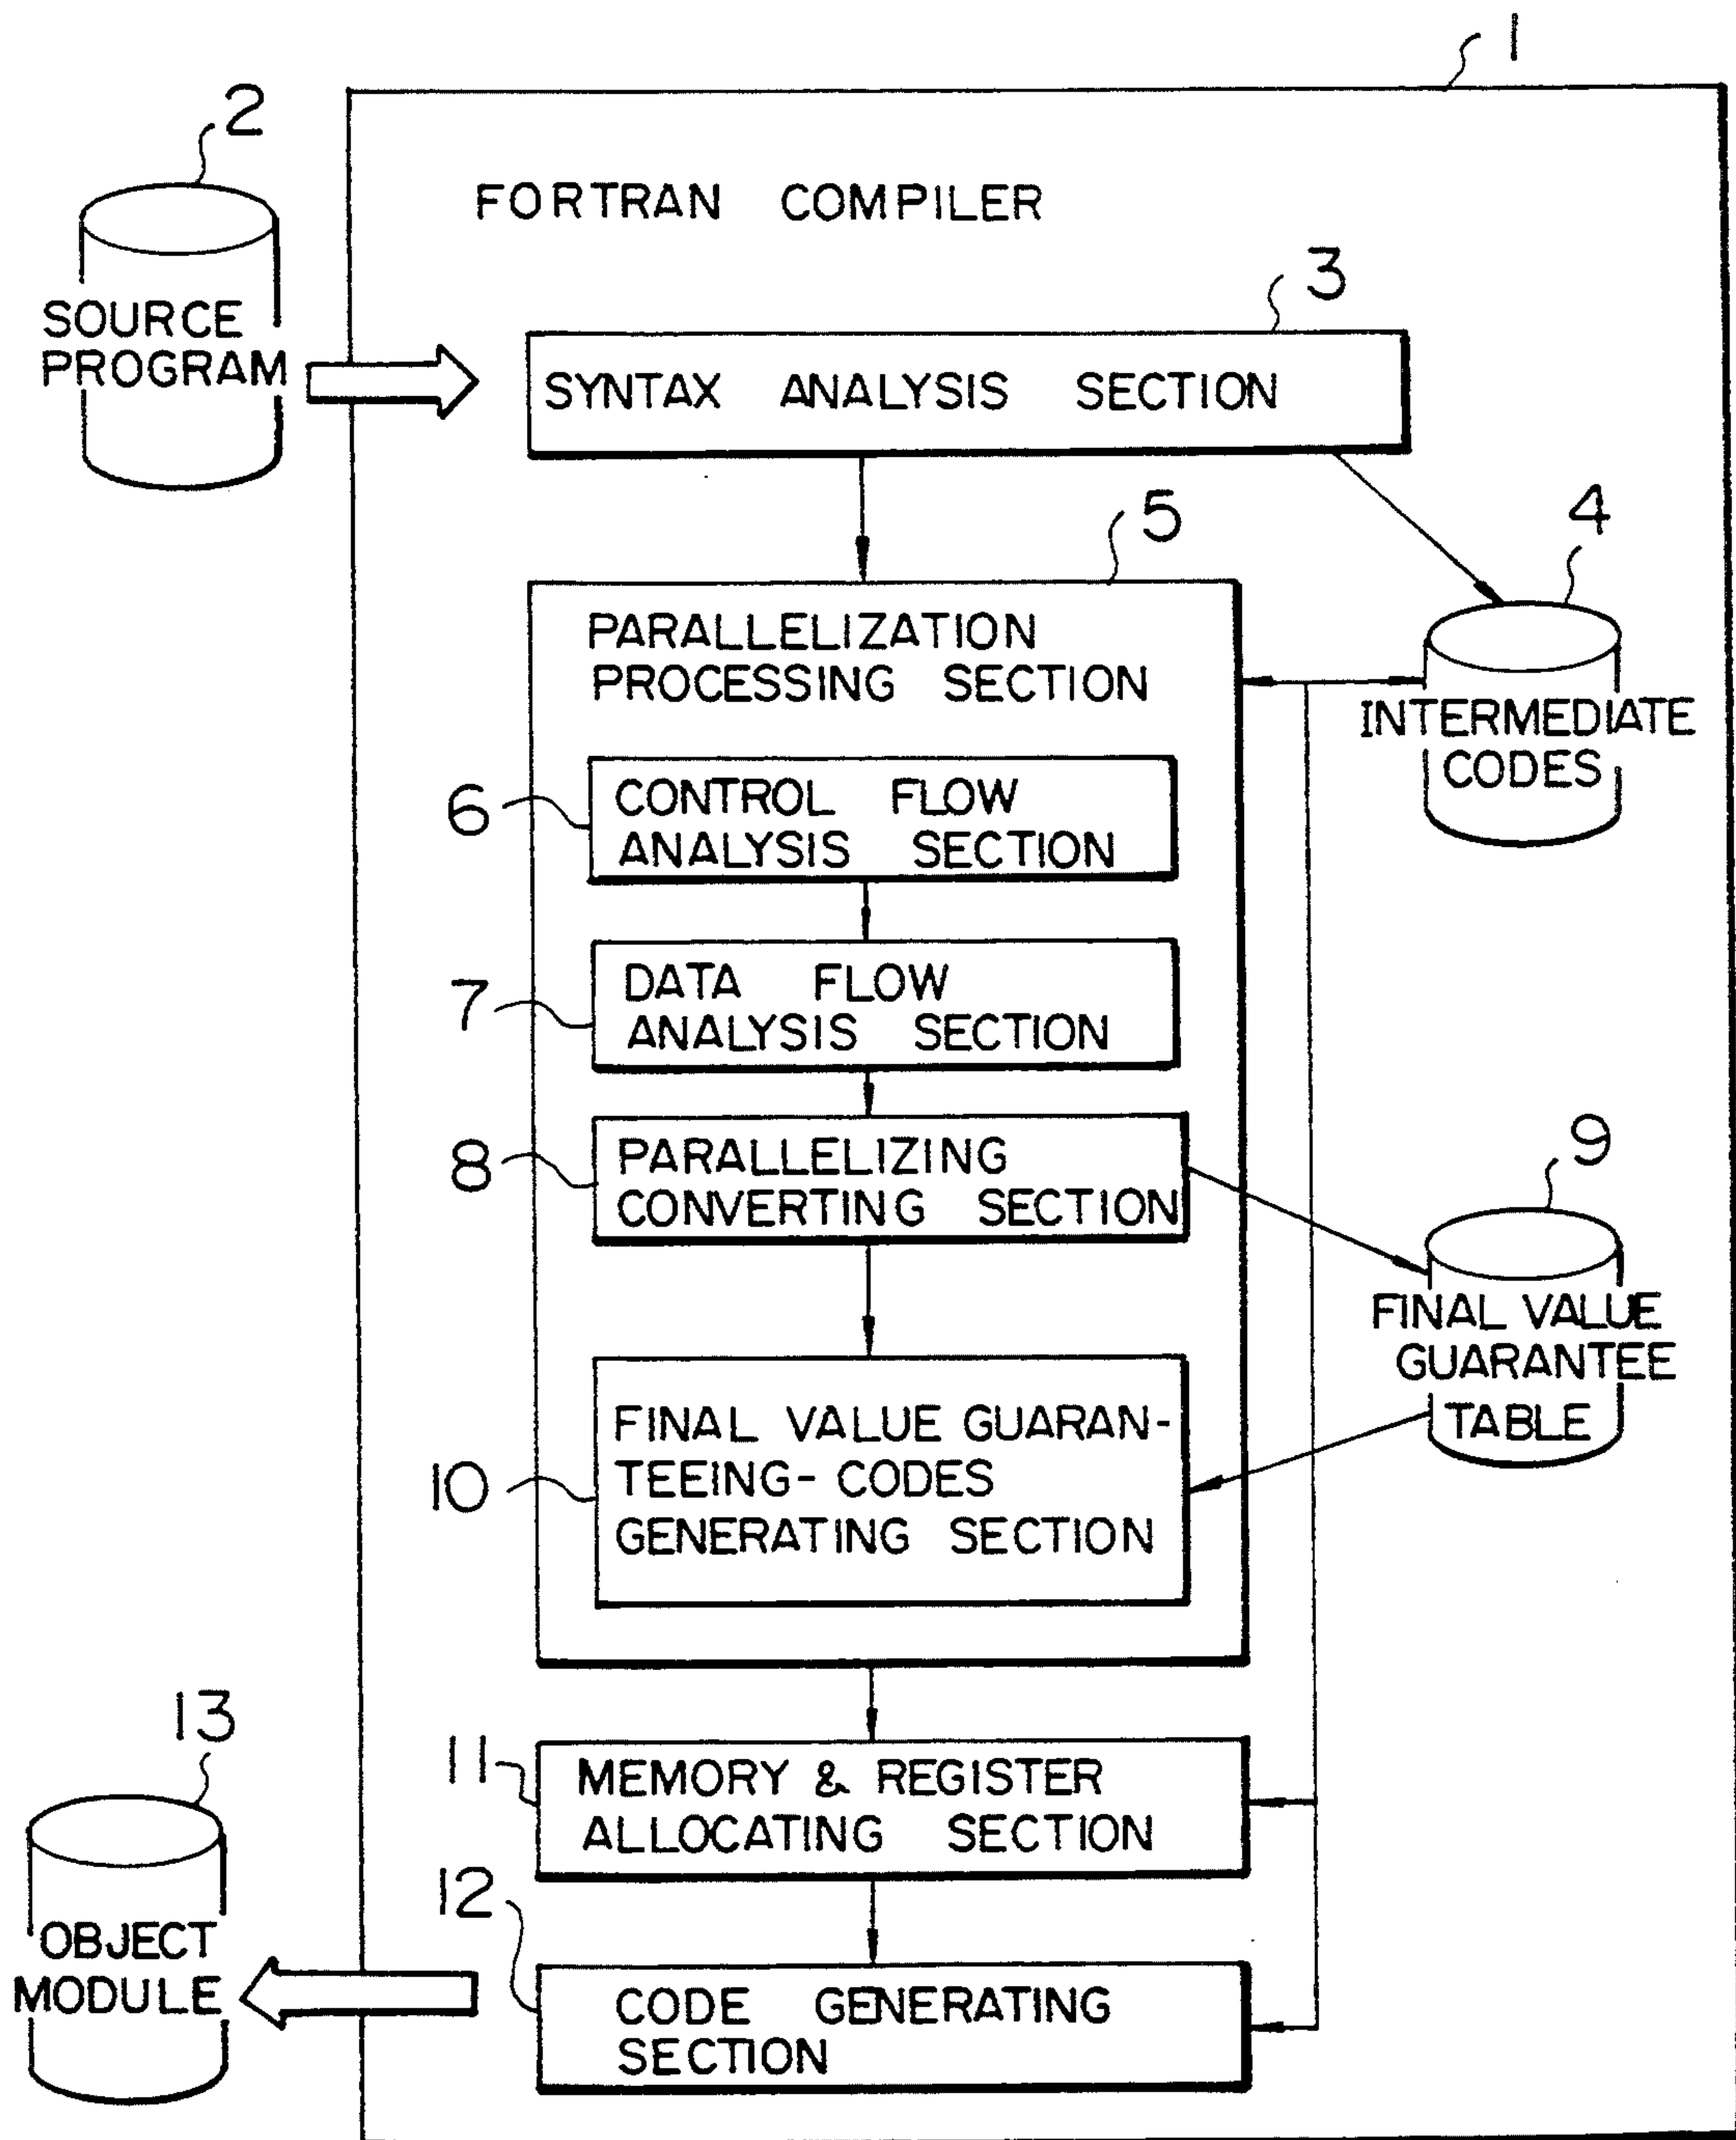 1
2
FORTRAN COMPILER
3
SOURCE
PROGRAM
SYNTAX ANALYSIS SECTION
4
5
PARALLELIZATION
PROCESSING SECTION
INTERMEDIATE
CODES
6
CONTROL FLOW
ANALYSIS SECTION
7
DATA FLOW
ANALYSIS SECTION
8
PARALLELIZING
CONVERTING SECTION
9
FINAL VALUE
GUARANTEE
TABLE
10
FINAL VALUE GUARAN-
TEEING-CODES
GENERATING SECTION
11
MEMORY & REGISTER
ALLOCATING SECTION
12
CODE GENERATING
SECTION
13
OBJECT
MODULE